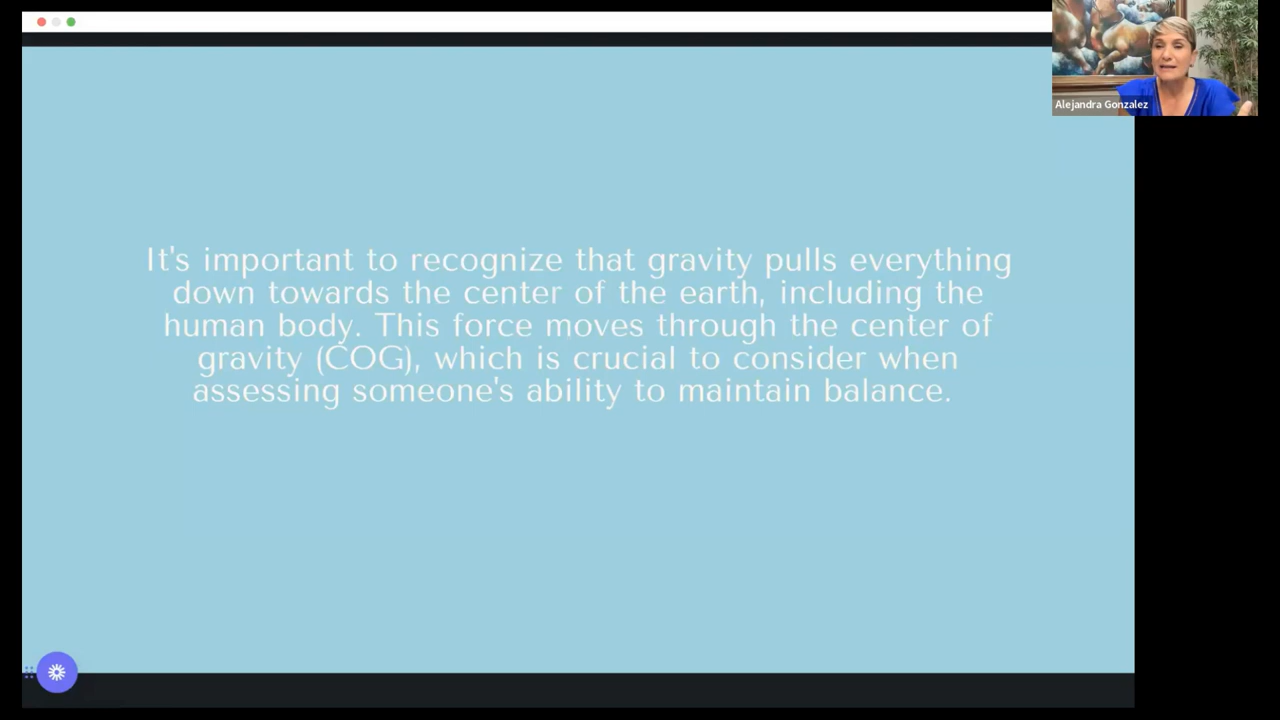 Alejandra Gonzalez
It's important to recognize that gravity pulls everything
down towards the center of the earth, including the
human body. This force moves through the center of
gravity (COG), which is crucial to consider when
assessing someone's ability to maintain balance.